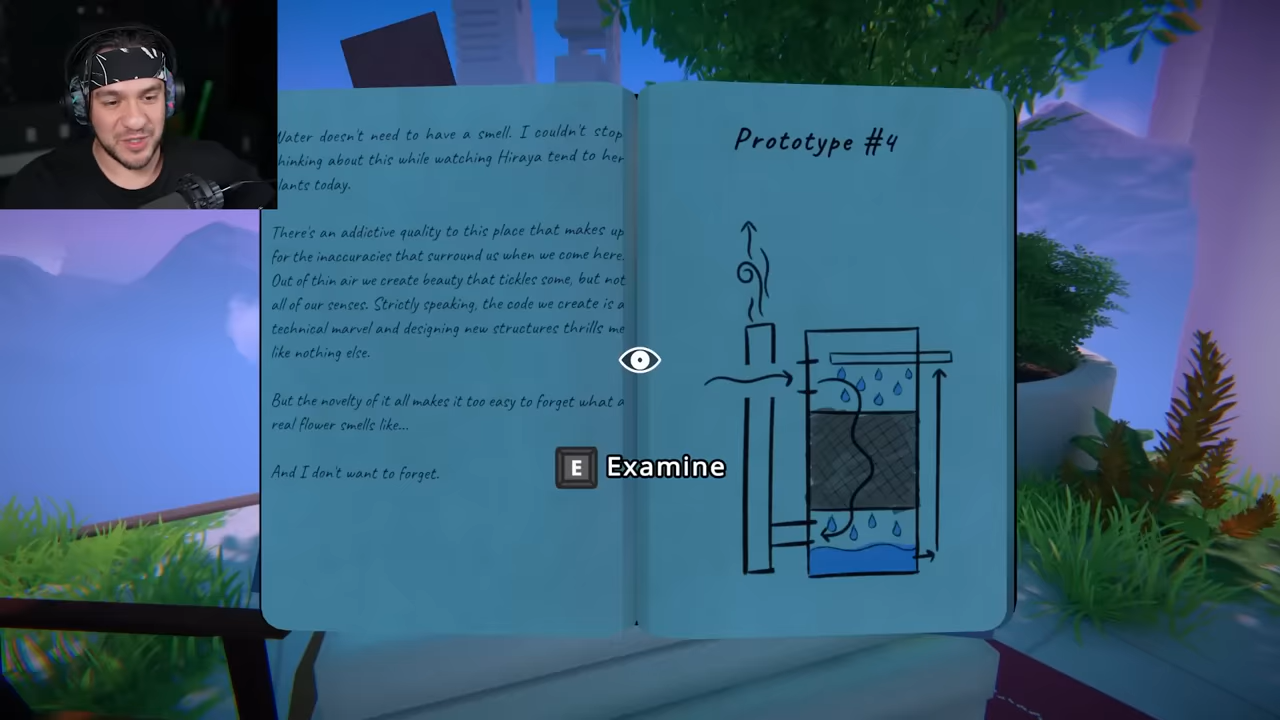 Water doesn't need to have a smell. I couldn't stop
thinking about this while watching Hiraya tend to her
plants today.
There's an addictive quality to this place that makes up
for the inaccuracies that surround us when we come here.
Out of thin air we create beauty that tickles some, but not
all of our senses. Strictly speaking, the code we create is a
technical marvel and designing new structures thrills me
like nothing else.
But the novelty of it all makes it too easy to forget what a
real flower smells like...
And I don't want to forget.
Prototype #4
E Examine